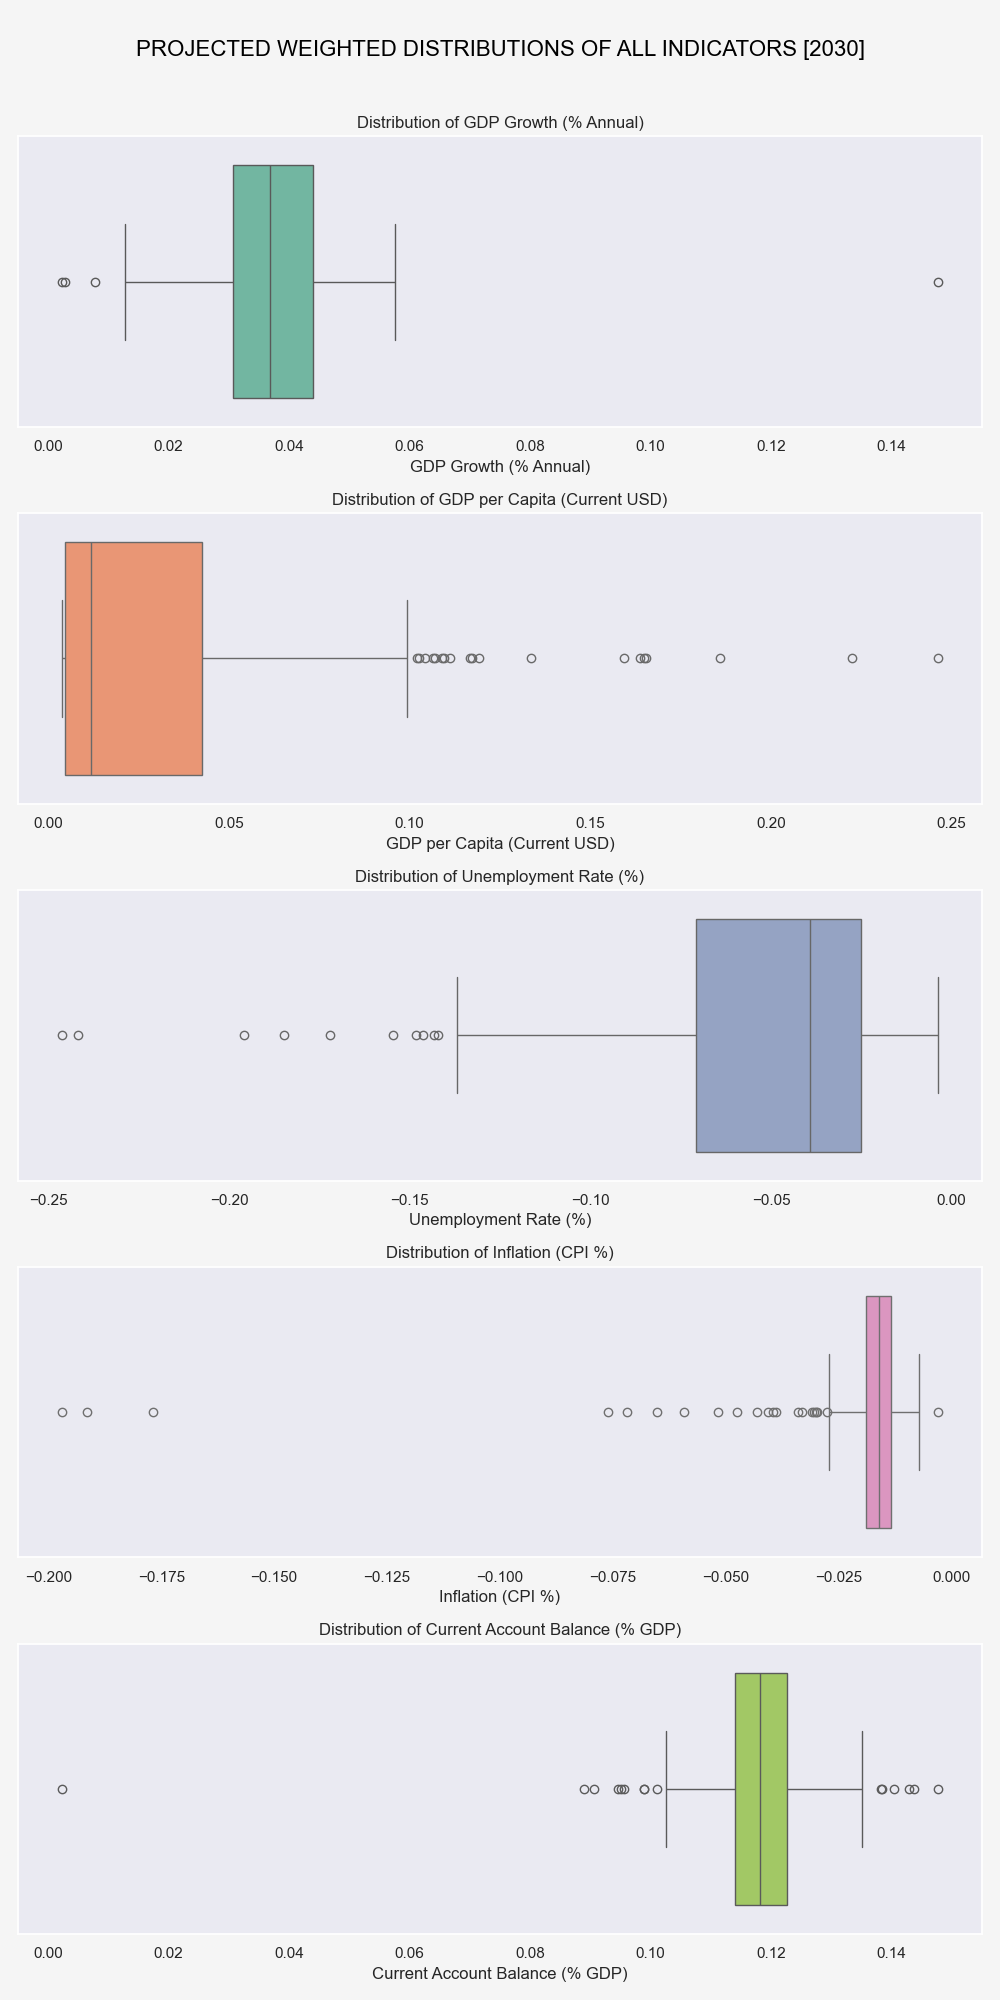 PROJECTED WEIGHTED DISTRIBUTIONS OF ALL INDICATORS [2030]
Distribution of GDP Growth (% Annual)
0.00 0.02 0.04 0.06 0.08 0.10 0.12 0.14
GDP Growth (% Annual)
Distribution of GDP per Capita (Current USD)
0.00 0.05 0.10 0.15 0.20 0.25
GDP per Capita (Current USD)
Distribution of Unemployment Rate (%)
−0.25 −0.20 −0.15 −0.10 −0.05 0.00
Unemployment Rate (%)
Distribution of Inflation (CPI %)
−0.200 −0.175 −0.150 −0.125 −0.100 −0.075 −0.050 −0.025 0.000
Inflation (CPI %)
Distribution of Current Account Balance (% GDP)
0.00 0.02 0.04 0.06 0.08 0.10 0.12 0.14
Current Account Balance (% GDP)